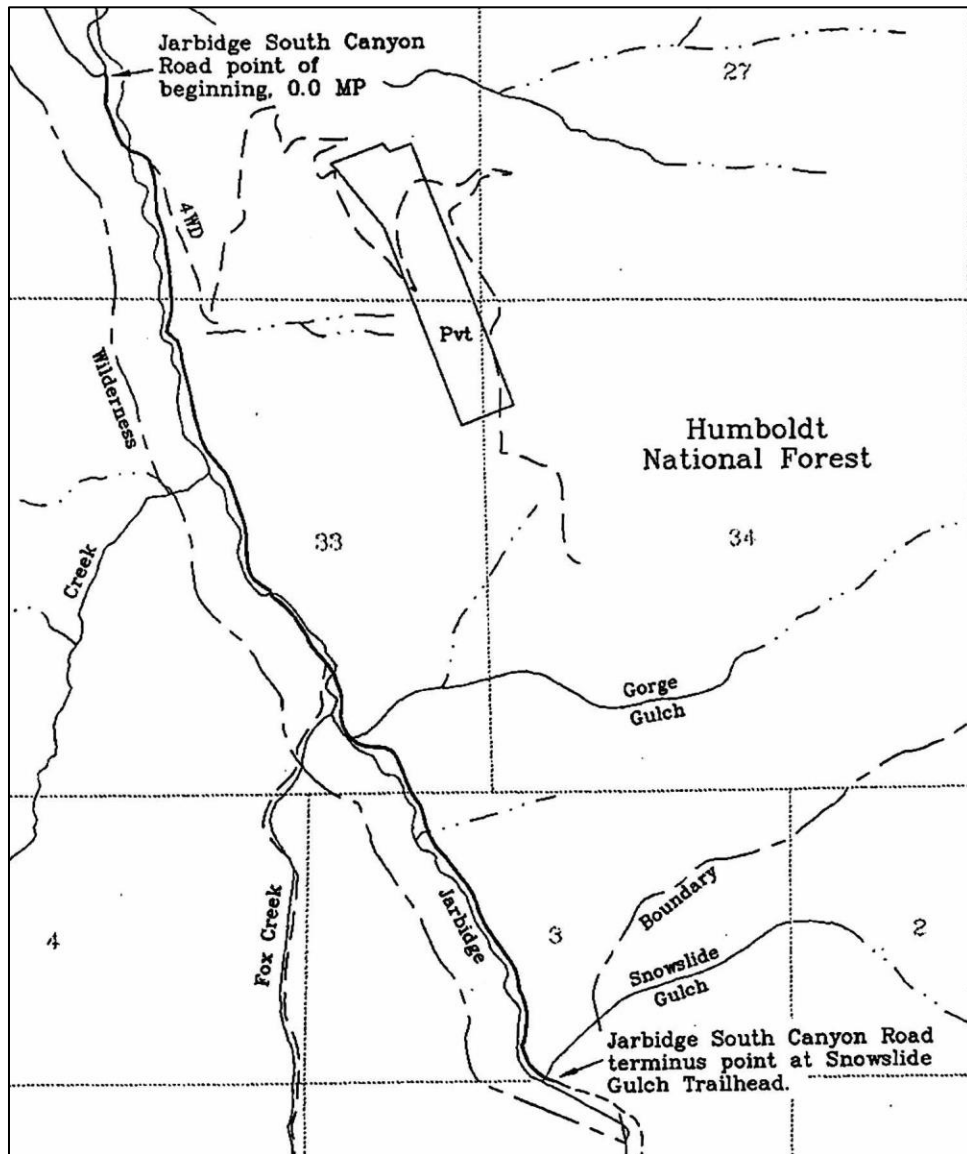 Jarbidge South Canyon
Road point of
beginning, 0.0 MP
27
4WD
Pvt
Wilderness
Humboldt
National Forest
33
34
Creek
Gorge
Gulch
Boundary
Jarbidge
4
Fox Creek
3
2
Snowslide
Gulch
Jarbidge South Canyon Road
terminus point at Snowslide
Gulch Trailhead.